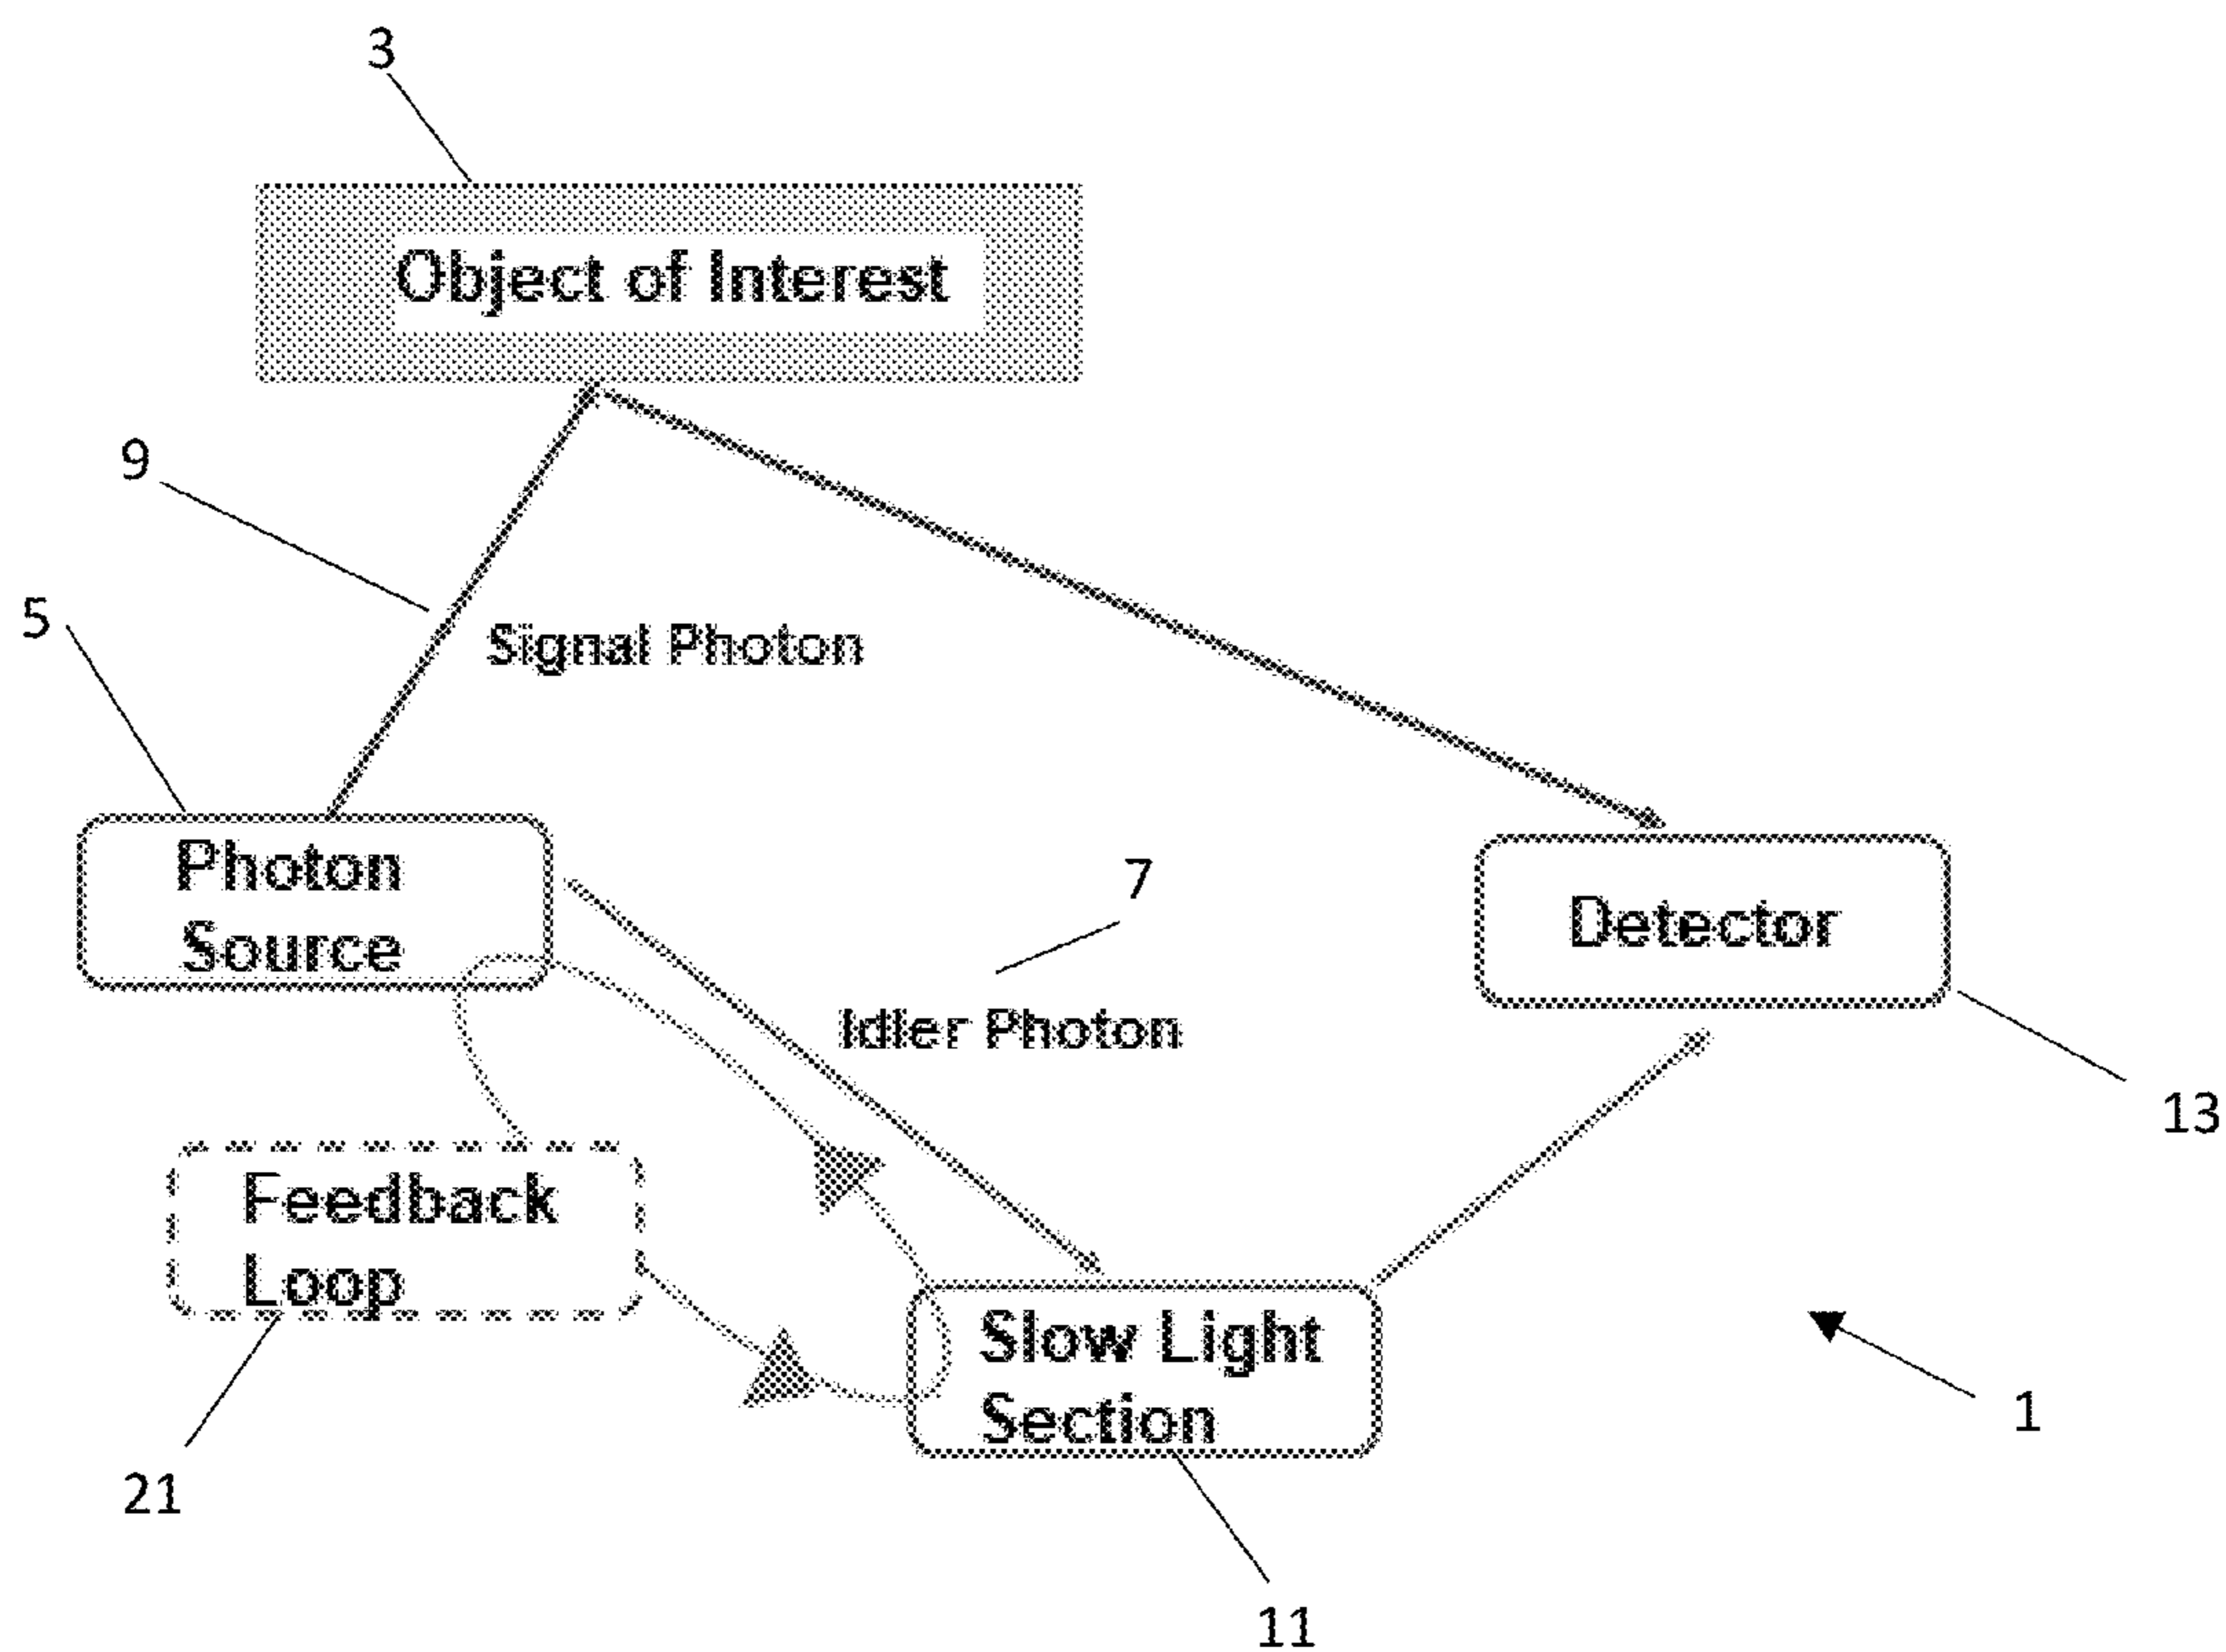 3
Object of Interest
9
5
Signal Photon
Photon
Source
7
Detector
Idler Photon
13
Feedback
Loop
Slow Light
Section
1
21
11